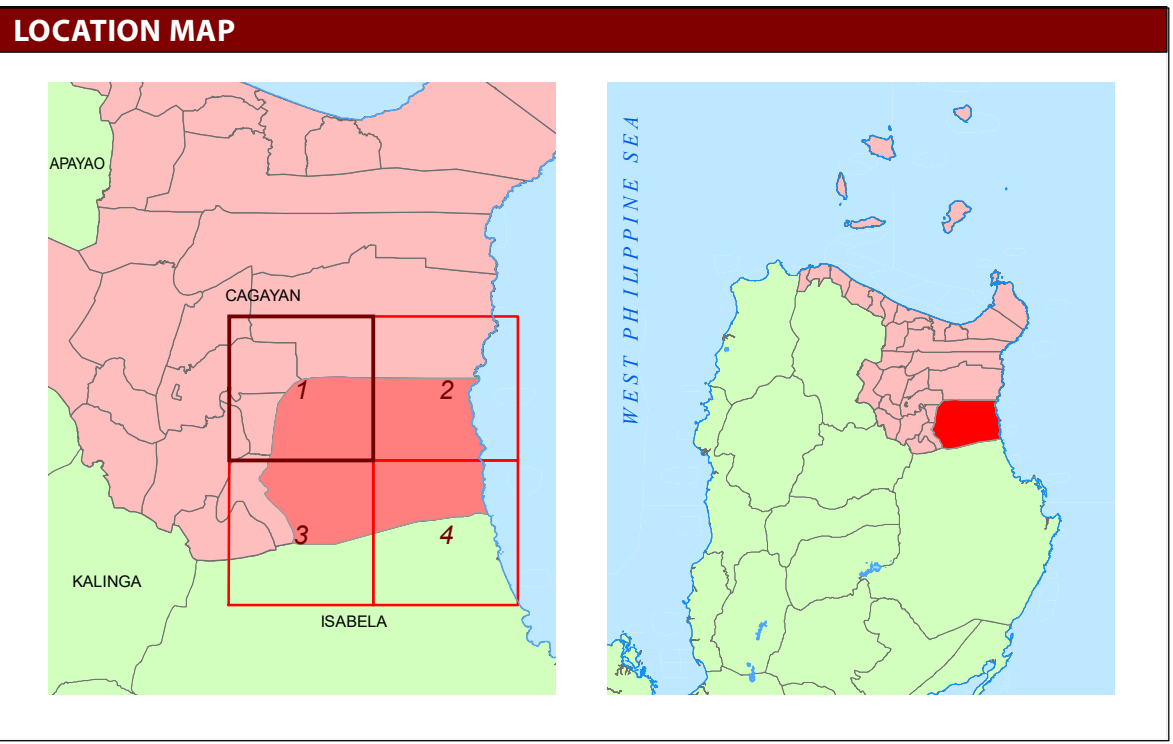 LOCATION MAP
APAYAO
CAGAYAN
1
2
3
4
KALINGA
ISABELA
WEST PHILIPPINE SEA